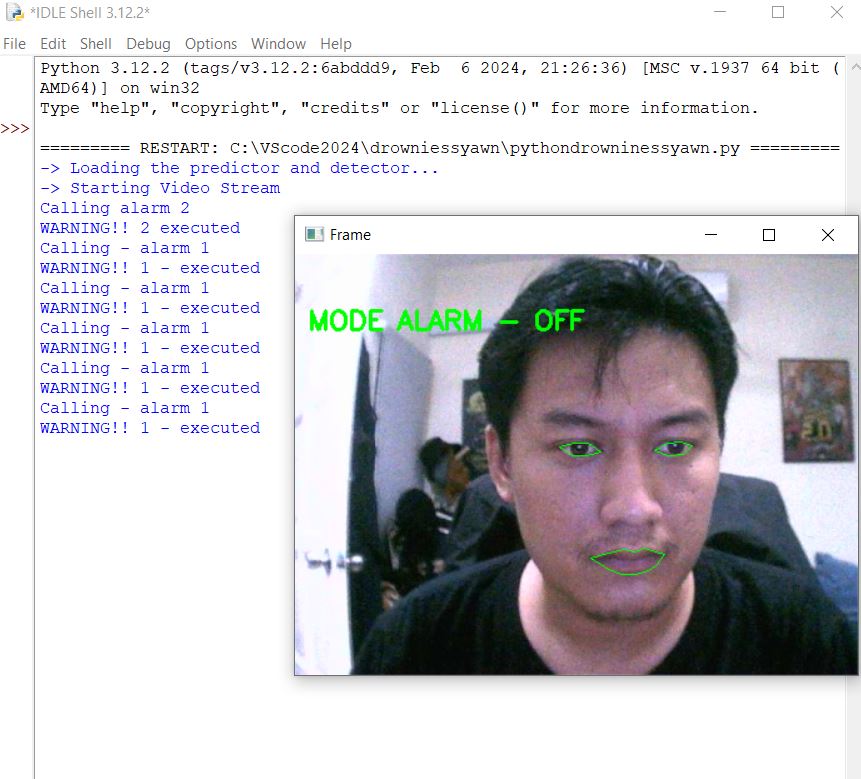 *IDLE Shell 3.12.2*
File Edit Shell Debug Options Window Help
Python 3.12.2 (tags/v3.12.2:6abddd9, Feb  6 2024, 21:26:36) [MSC v.1937 64 bit (
AMD64)] on win32
Type "help", "copyright", "credits" or "license()" for more information.
>>>
========= RESTART: C:\VScode2024\drowniessyawn\pythondrowninessyawn.py =========
-> Loading the predictor and detector...
-> Starting Video Stream
Calling alarm 2
WARNING!! 2 executed
Calling - alarm 1
WARNING!! 1 - executed
Calling - alarm 1
WARNING!! 1 - executed
Calling - alarm 1
WARNING!! 1 - executed
Calling - alarm 1
WARNING!! 1 - executed
Calling - alarm 1
WARNING!! 1 - executed
Frame
MODE ALARM - OFF